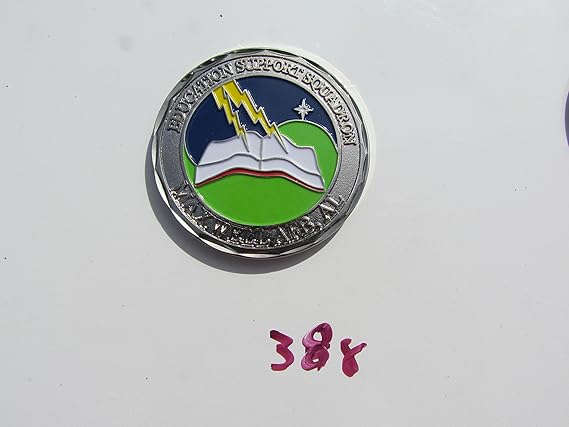 EDUCATION SUPPORT SQUADRON
MAXWELL AFB, AL
388